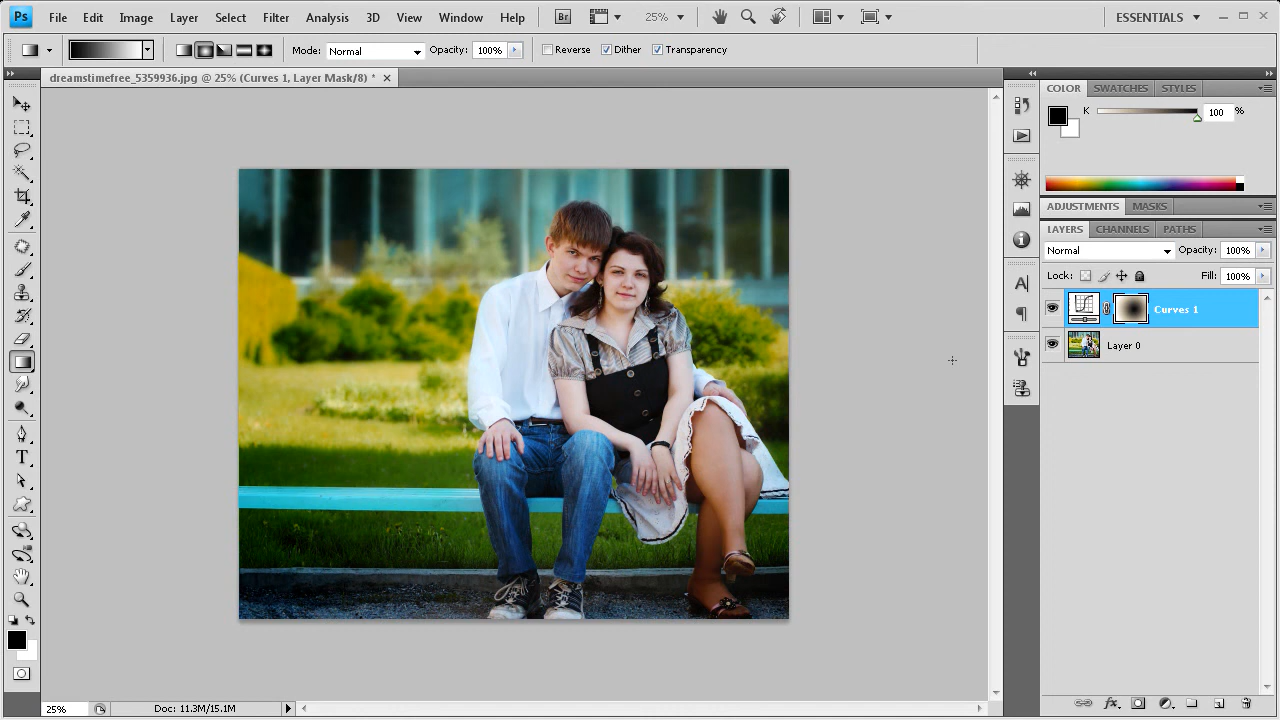 Ps File Edit Image Layer Select Filter Analysis 3D View Window Help Br 25% ESSENTIALS
Mode: Normal Opacity: 100% Reverse Dither Transparency
dreamstimefree_5359936.jpg @ 25% (Curves 1, Layer Mask/8) *
COLOR SWATCHES STYLES
K 100 %
ADJUSTMENTS MASKS
LAYERS CHANNELS PATHS
Normal Opacity: 100%
Lock: Fill: 100%
Curves 1
Layer 0
25% Doc: 11.3M/15.1M